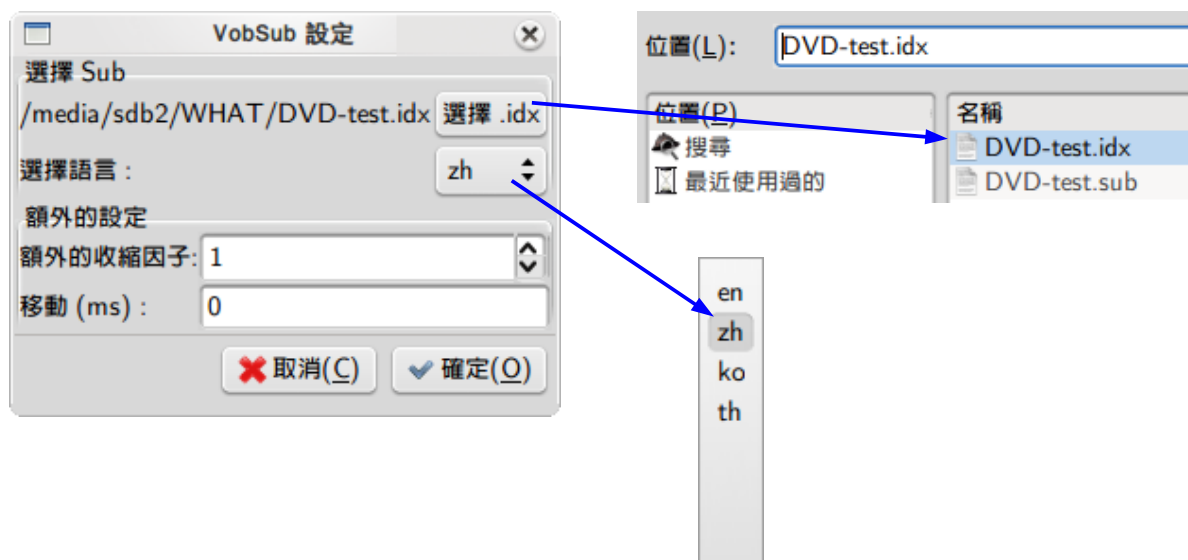 VobSub 設定
選擇 Sub
/media/sdb2/WHAT/DVD-test.idx 選擇 .idx
選擇語言 : zh
額外的設定
額外的收縮因子: 1
移動 (ms) : 0
取消(C) 確定(O)
位置(L): DVD-test.idx
位置(P) 名稱
搜尋 DVD-test.idx
最近使用過的 DVD-test.sub
en
zh
ko
th